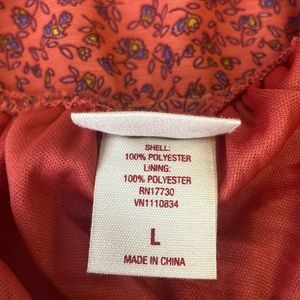 SHELL:
100% POLYESTER
LINING:
100% POLYESTER
RN17730
VN1110834
L
MADE IN CHINA